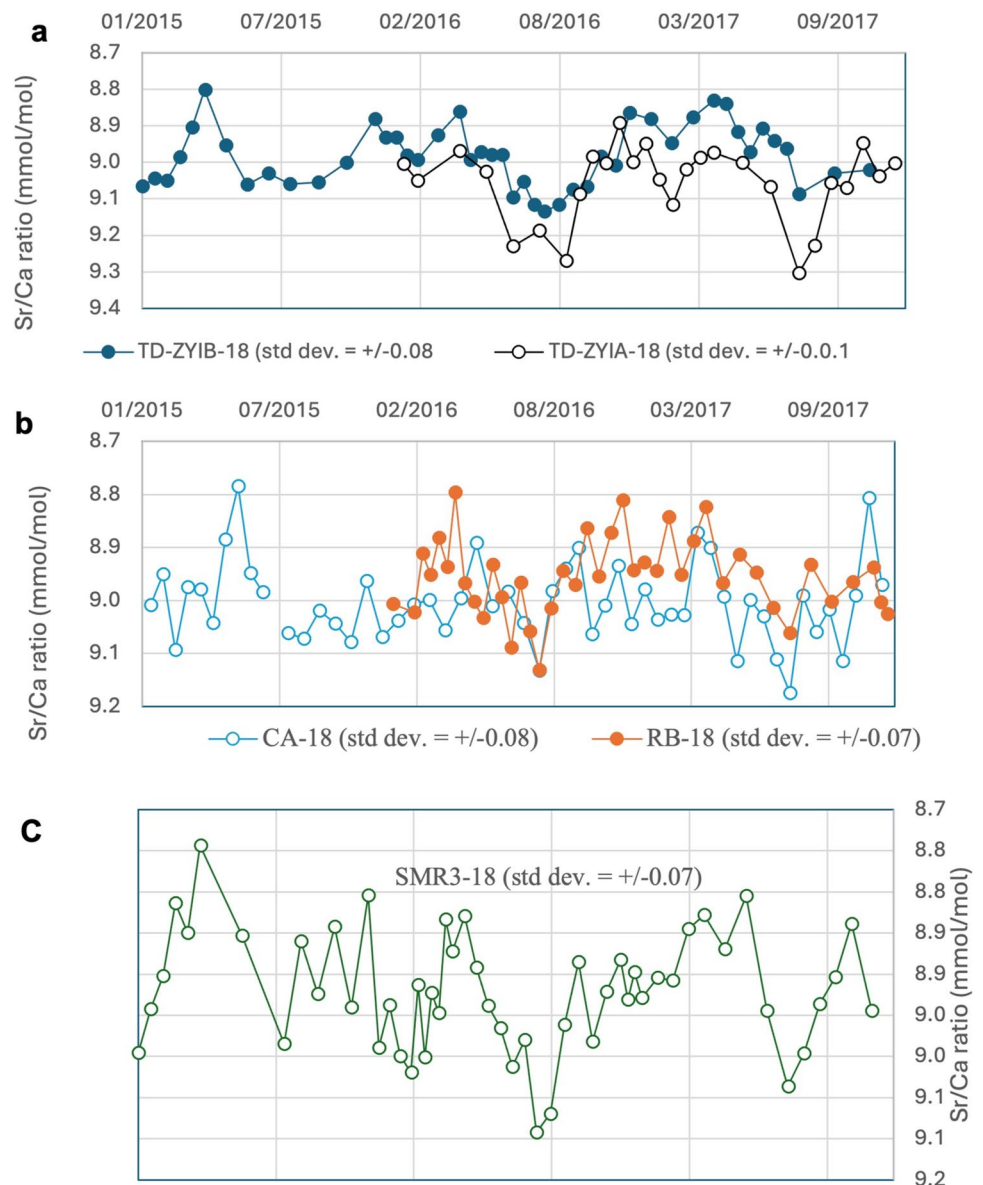 a
01/2015 07/2015 02/2016 08/2016 03/2017 09/2017
Sr/Ca ratio (mmol/mol)
8.7
8.8
8.9
9.0
9.1
9.2
9.3
9.4
TD-ZYIB-18 (std dev. = +/-0.08 TD-ZYIA-18 (std dev. = +/-0.0.1
b
01/2015 07/2015 02/2016 08/2016 03/2017 09/2017
Sr/Ca ratio (mmol/mol)
8.7
8.8
8.9
9.0
9.1
9.2
CA-18 (std dev. = +/-0.08) RB-18 (std dev. = +/-0.07)
C
SMR3-18 (std dev. = +/-0.07)
8.7
8.8
8.8
8.9
8.9
9.0
9.0
9.1
9.1
9.2
Sr/Ca ratio (mmol/mol)